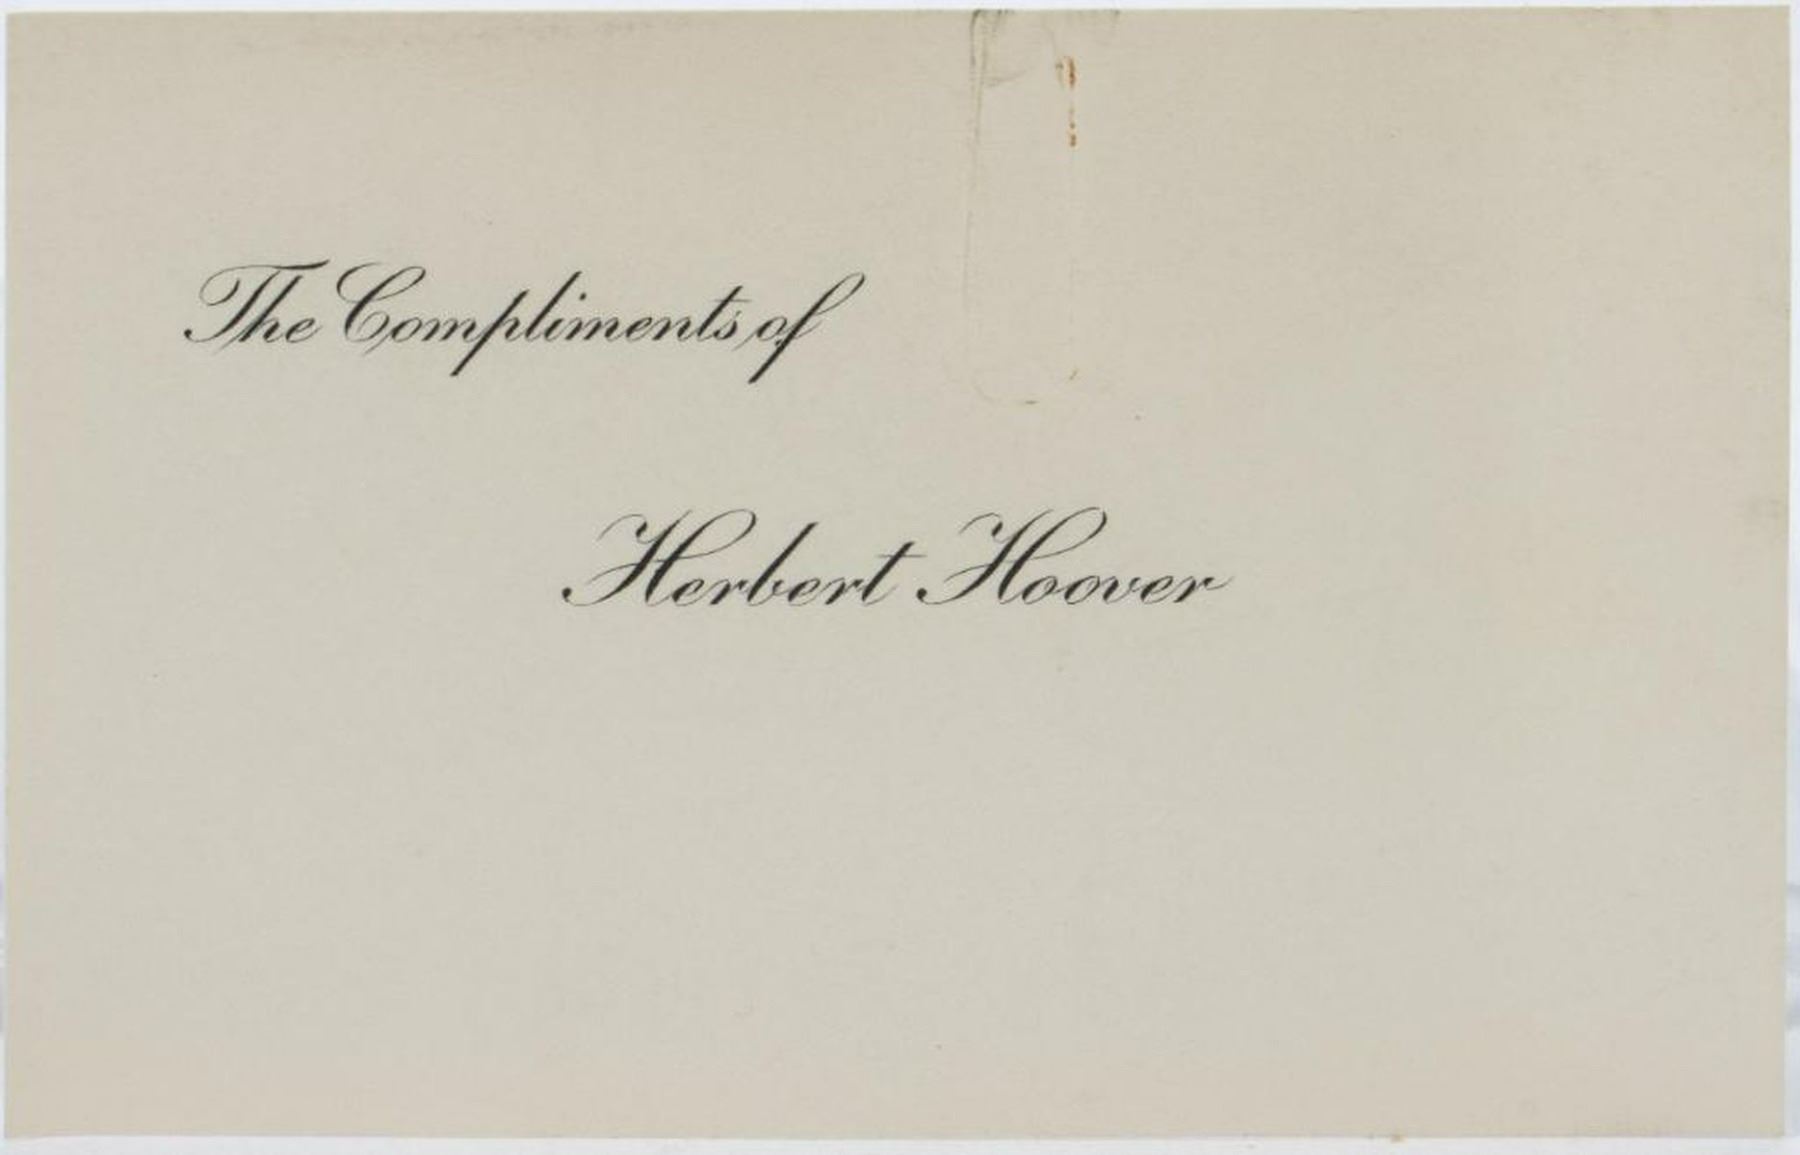 The Compliments of
Herbert Hoover